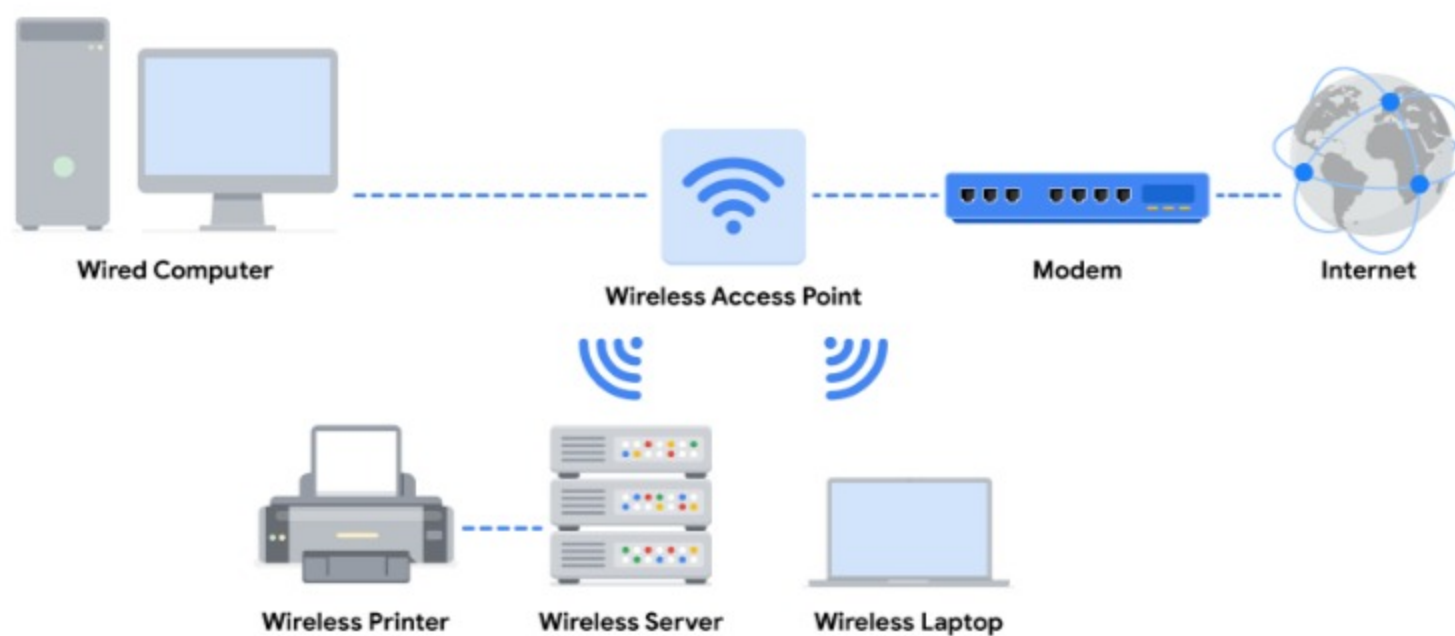 Wired Computer
Wireless Access Point
Modem
Internet
Wireless Printer
Wireless Server
Wireless Laptop